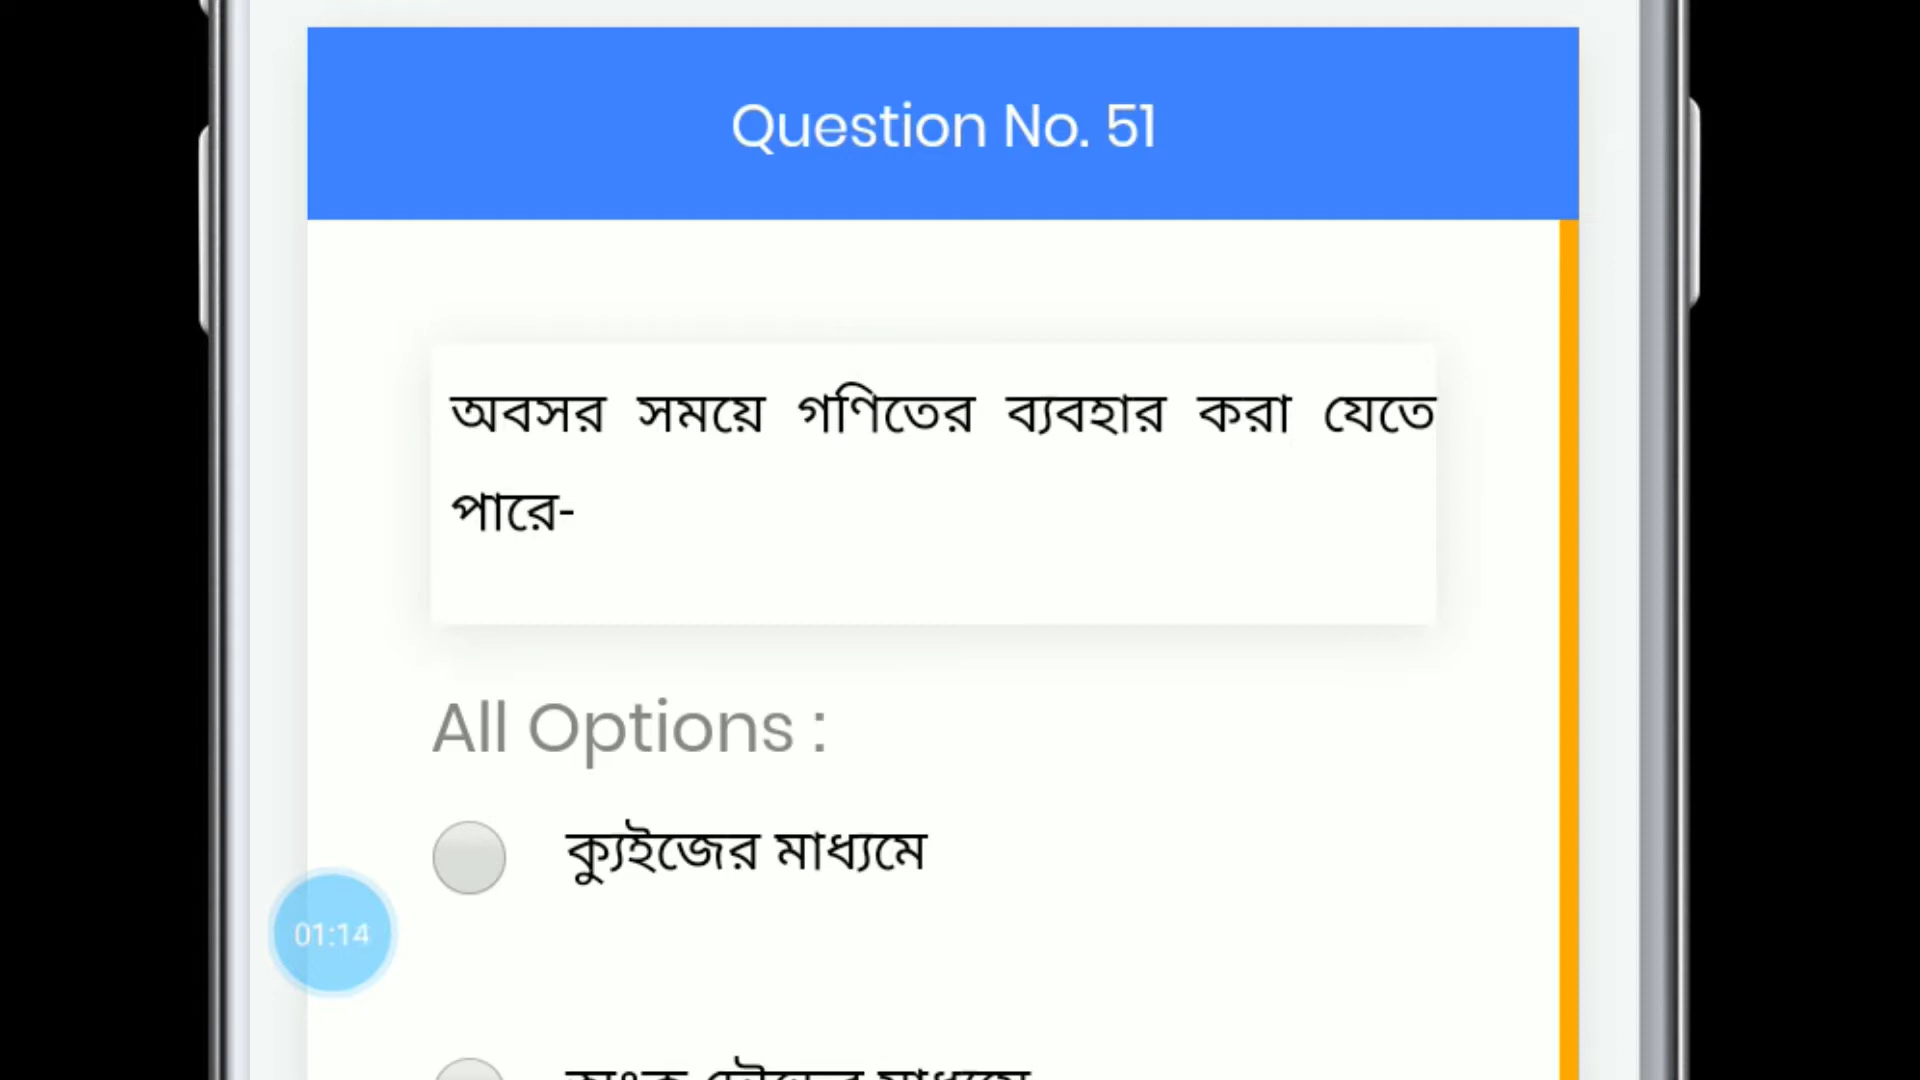 Question No. 51
অবসর সময়ে গণিতের ব্যবহার করা যেতে
পারে-
All Options :
ক্যুইজের মাধ্যমে
01:14